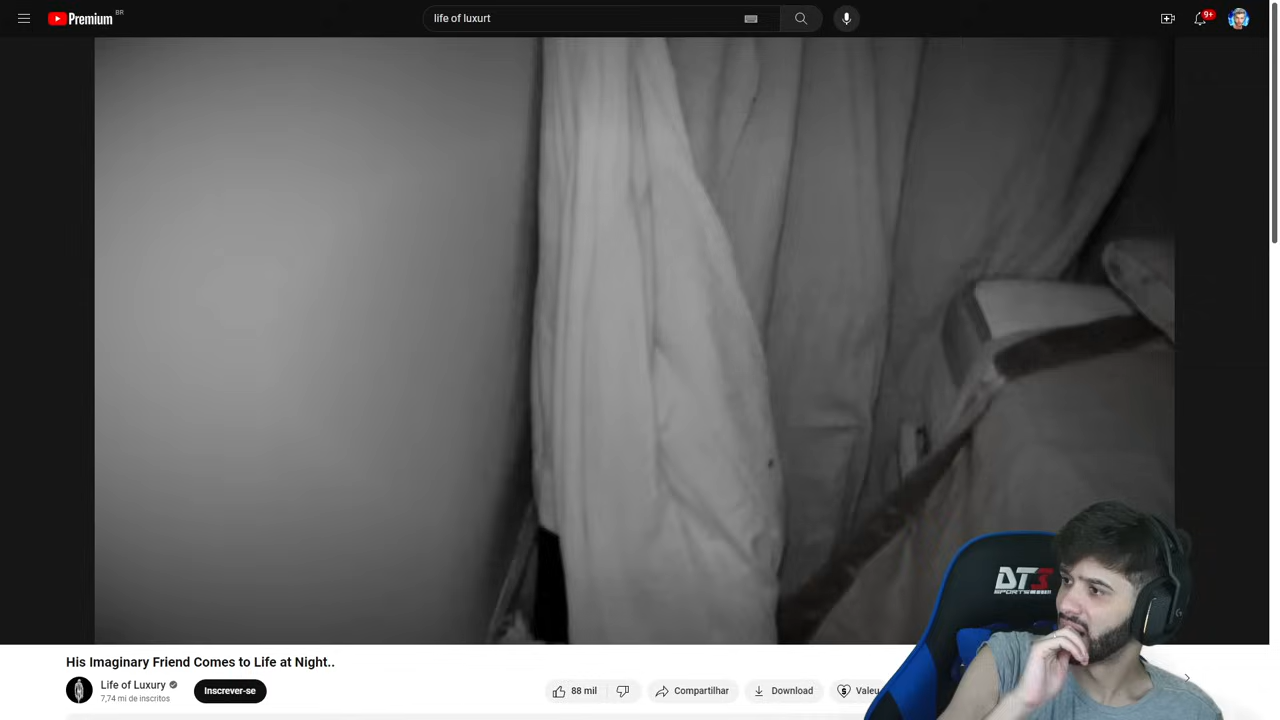 Premium BR
life of luxurt
9+
DT3
SPORTS
His Imaginary Friend Comes to Life at Night..
Life of Luxury
7,74 mi de inscritos
Inscrever-se
88 mil
Compartilhar
Download
Valeu